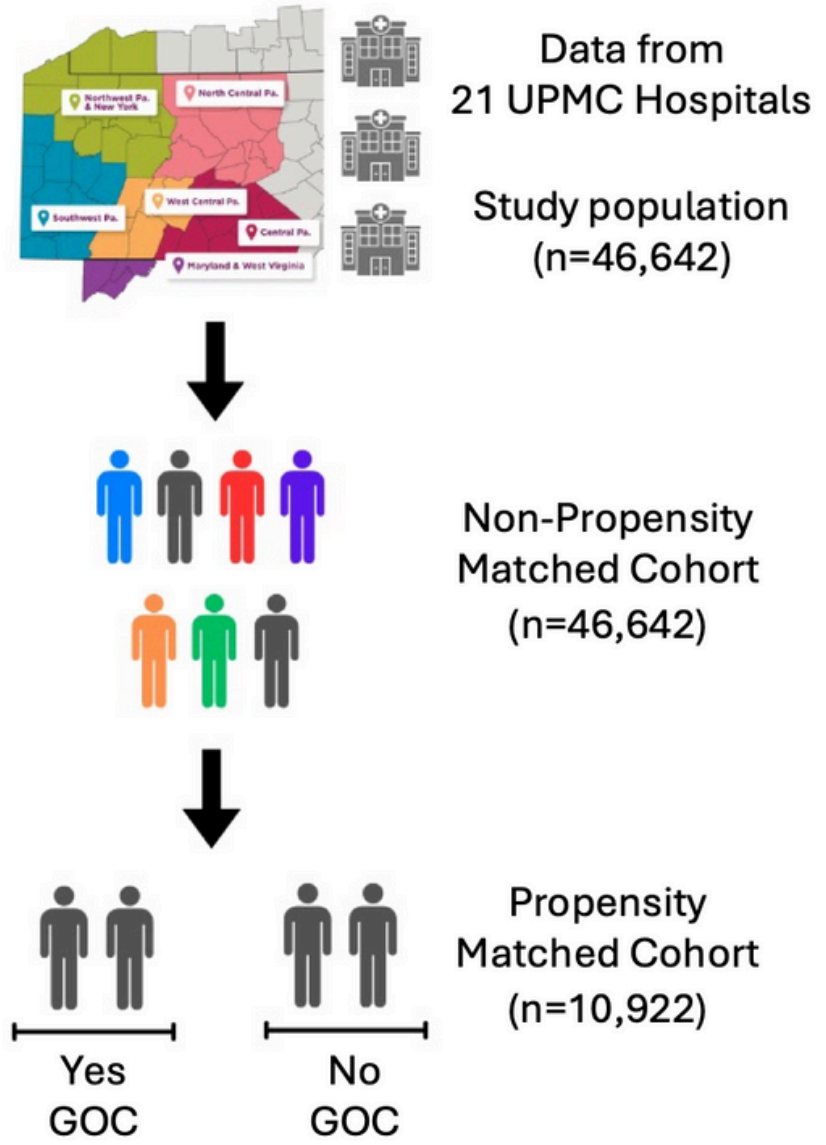 Data from
21 UPMC Hospitals
Northwest Pa.
& New York
North Central Pa.
West Central Pa.
Southwest Pa.
Central Pa.
Maryland & West Virginia
Study population
(n=46,642)
Non-Propensity
Matched Cohort
(n=46,642)
Propensity
Matched Cohort
(n=10,922)
Yes
GOC
No
GOC